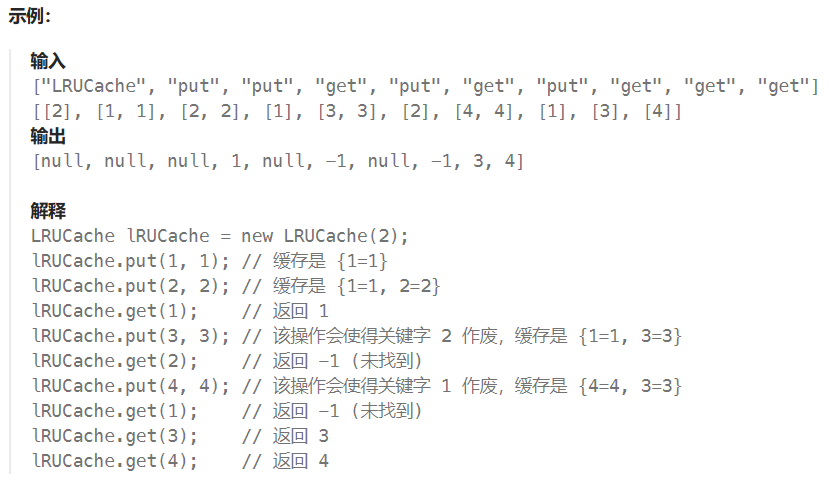 示例：
输入
["LRUCache", "put", "put", "get", "put", "get", "put", "get", "get", "get"]
[[2], [1, 1], [2, 2], [1], [3, 3], [2], [4, 4], [1], [3], [4]]
输出
[null, null, null, 1, null, -1, null, -1, 3, 4]
解释
LRUCache lRUCache = new LRUCache(2);
lRUCache.put(1, 1); // 缓存是 {1=1}
lRUCache.put(2, 2); // 缓存是 {1=1, 2=2}
lRUCache.get(1);    // 返回 1
lRUCache.put(3, 3); // 该操作会使得关键字 2 作废，缓存是 {1=1, 3=3}
lRUCache.get(2);    // 返回 -1 (未找到)
lRUCache.put(4, 4); // 该操作会使得关键字 1 作废，缓存是 {4=4, 3=3}
lRUCache.get(1);    // 返回 -1 (未找到)
lRUCache.get(3);    // 返回 3
lRUCache.get(4);    // 返回 4